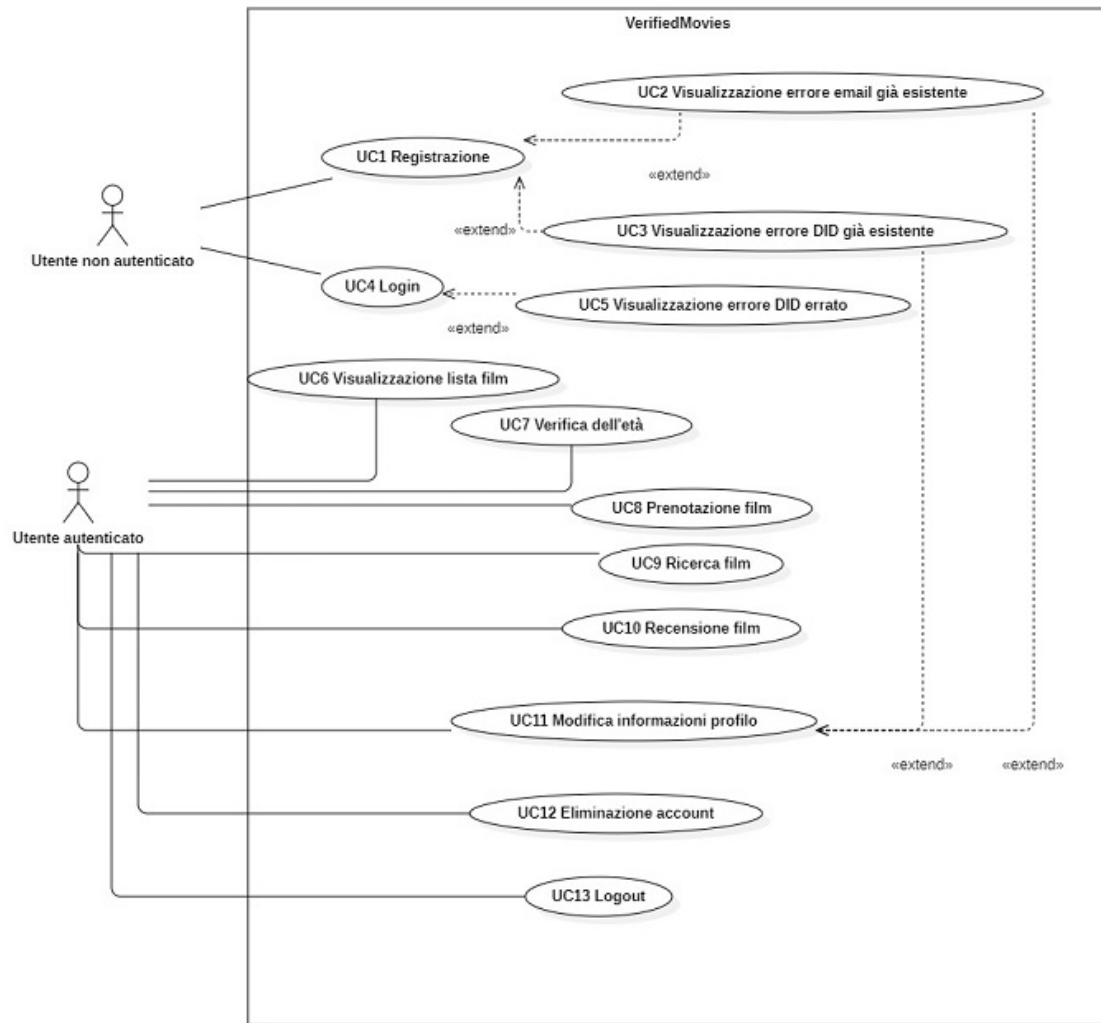 VerifiedMovies
UC2 Visualizzazione errore email già esistente
UC1 Registrazione
«extend»
«extend»
UC3 Visualizzazione errore DID già esistente
Utente non autenticato
UC4 Login
UC5 Visualizzazione errore DID errato
«extend»
UC6 Visualizzazione lista film
UC7 Verifica dell'età
UC8 Prenotazione film
Utente autenticato
UC9 Ricerca film
UC10 Recensione film
UC11 Modifica informazioni profilo
«extend»
«extend»
UC12 Eliminazione account
UC13 Logout